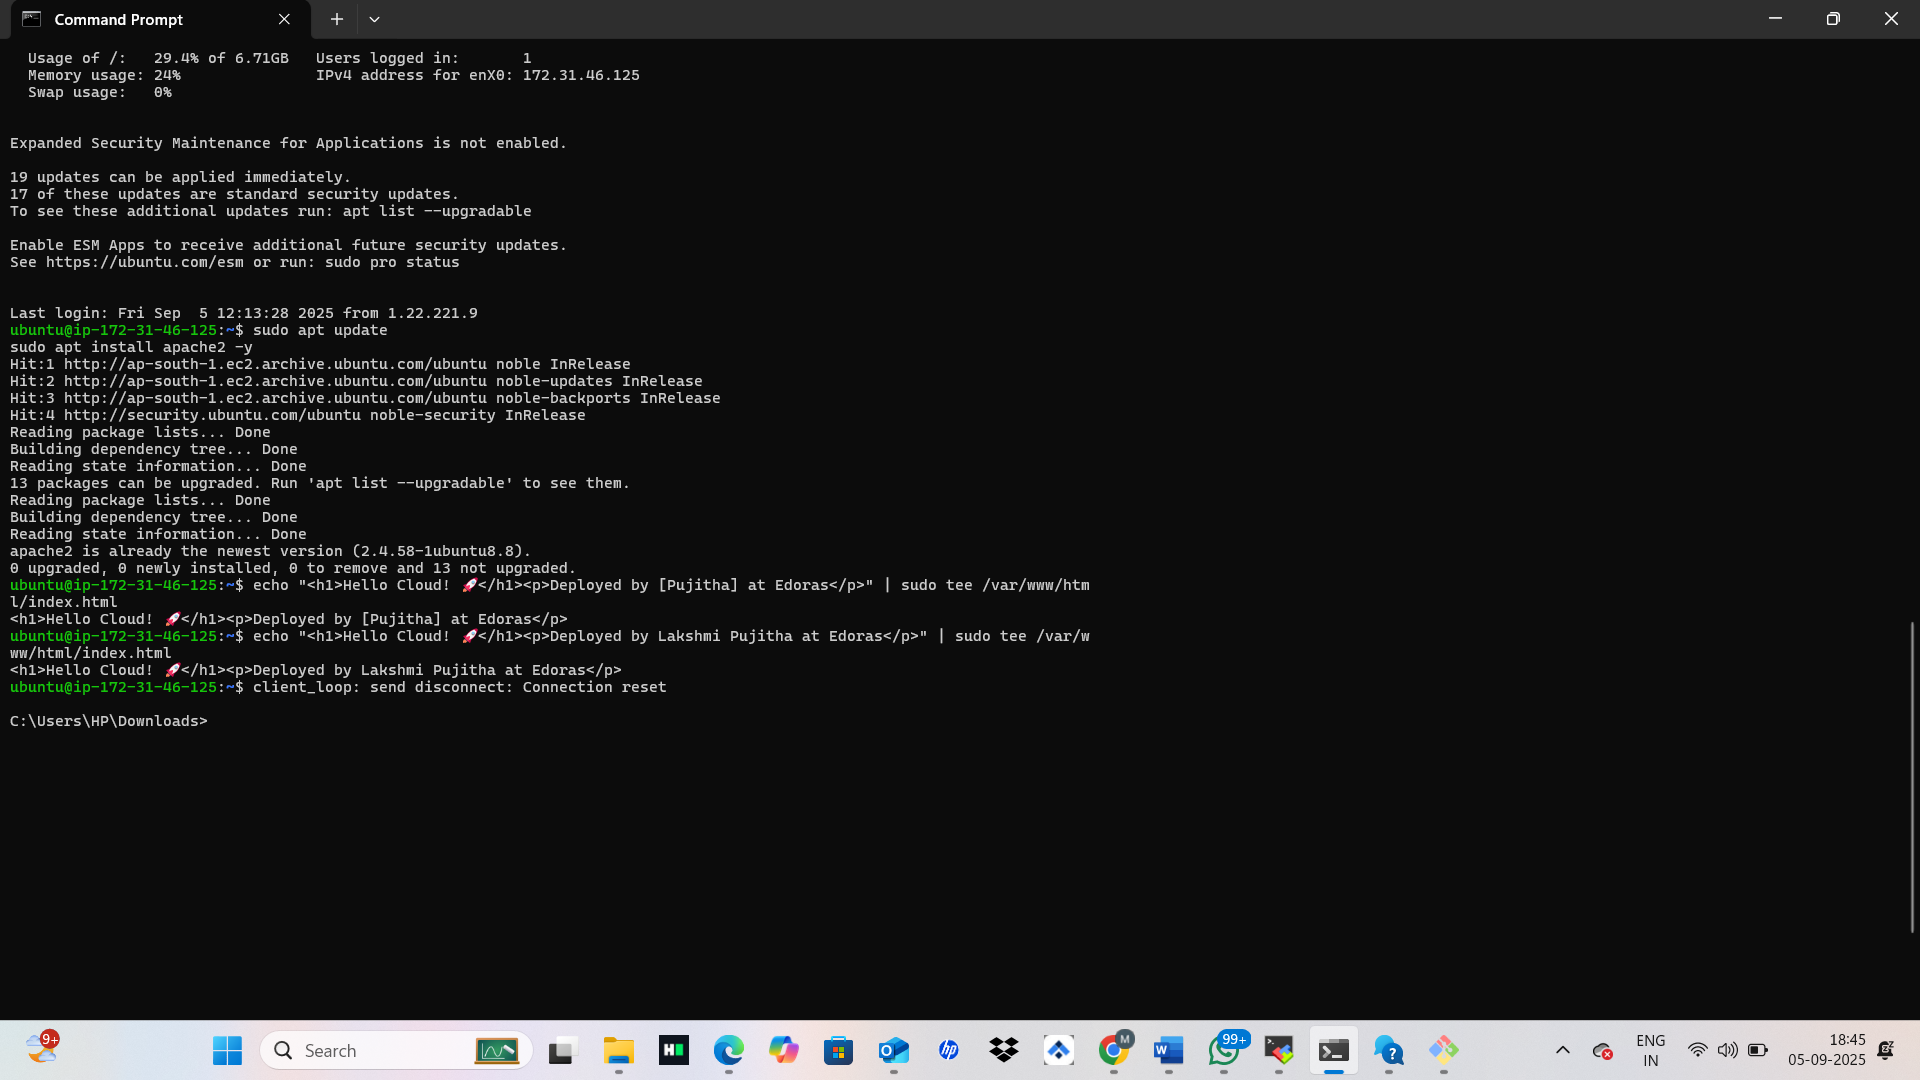 Command Prompt
Usage of /:   29.4% of 6.71GB   Users logged in:       1
Memory usage: 24%               IPv4 address for enX0: 172.31.46.125
Swap usage:   0%
Expanded Security Maintenance for Applications is not enabled.
19 updates can be applied immediately.
17 of these updates are standard security updates.
To see these additional updates run: apt list --upgradable
Enable ESM Apps to receive additional future security updates.
See https://ubuntu.com/esm or run: sudo pro status
Last login: Fri Sep  5 12:13:28 2025 from 1.22.221.9
ubuntu@ip-172-31-46-125:~$ sudo apt update
sudo apt install apache2 -y
Hit:1 http://ap-south-1.ec2.archive.ubuntu.com/ubuntu noble InRelease
Hit:2 http://ap-south-1.ec2.archive.ubuntu.com/ubuntu noble-updates InRelease
Hit:3 http://ap-south-1.ec2.archive.ubuntu.com/ubuntu noble-backports InRelease
Hit:4 http://security.ubuntu.com/ubuntu noble-security InRelease
Reading package lists... Done
Building dependency tree... Done
Reading state information... Done
13 packages can be upgraded. Run 'apt list --upgradable' to see them.
Reading package lists... Done
Building dependency tree... Done
Reading state information... Done
apache2 is already the newest version (2.4.58-1ubuntu8.8).
0 upgraded, 0 newly installed, 0 to remove and 13 not upgraded.
ubuntu@ip-172-31-46-125:~$ echo "<h1>Hello Cloud! 🚀</h1><p>Deployed by [Pujitha] at Edoras</p>" | sudo tee /var/www/htm
l/index.html
<h1>Hello Cloud! 🚀</h1><p>Deployed by [Pujitha] at Edoras</p>
ubuntu@ip-172-31-46-125:~$ echo "<h1>Hello Cloud! 🚀</h1><p>Deployed by Lakshmi Pujitha at Edoras</p>" | sudo tee /var/w
ww/html/index.html
<h1>Hello Cloud! 🚀</h1><p>Deployed by Lakshmi Pujitha at Edoras</p>
ubuntu@ip-172-31-46-125:~$ client_loop: send disconnect: Connection reset
C:\Users\HP\Downloads>
9+
Search
99+
M
ENG
IN
18:45
05-09-2025